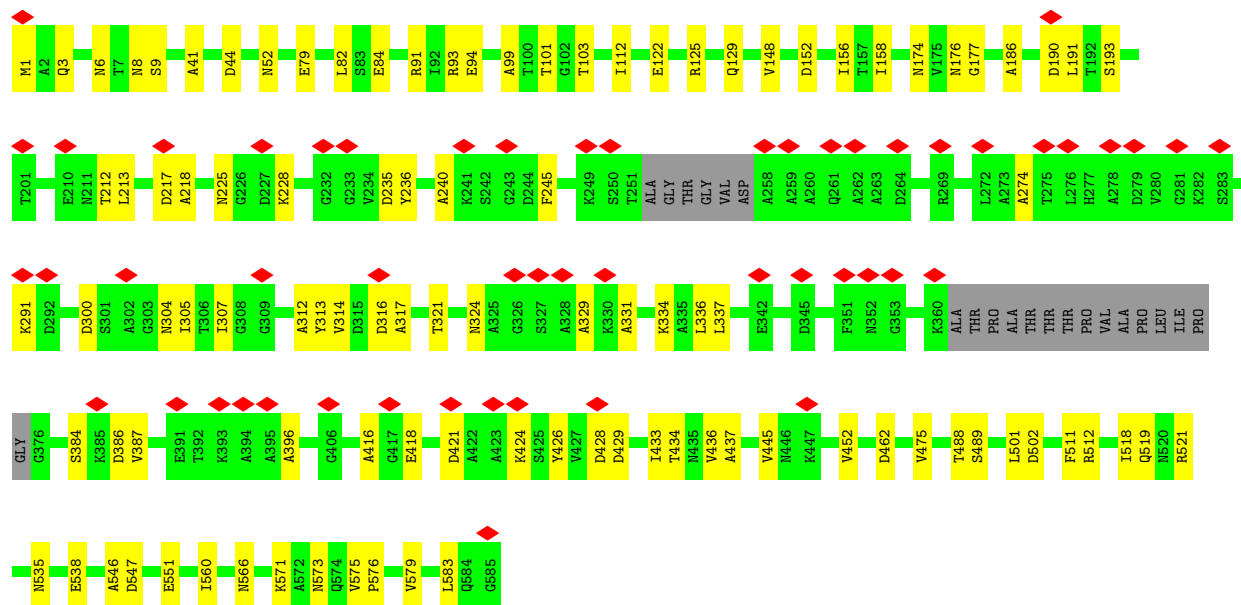 M1 A2 Q3 N6 T7 N8 S9 A41 D44 N52 E79 L82 S83 E84 R91 I92 R93 E94 A99 T100 T101 G102 T103 I112 E122 R125 Q129 V148 D152 I156 T157 I158 N174 V175 N176 G177 A186 D190 L191 T192 S193
T201 E210 N211 T212 L213 D217 A218 N225 G226 D227 K228 G232 G233 V234 D235 Y236 A240 K241 S242 G243 D244 F245 K249 S250 T251 ALA GLY THR GLY VAL ASP A258 A259 A260 Q261 A262 A263 D264 R269 L272 A273 A274 T275 L276 H277 A278 D279 V280 G281 K282 S283
K291 D292 D300 S301 A302 G303 N304 I305 T306 I307 G308 G309 A312 Y313 V314 D315 D316 A317 T321 N324 A325 G326 S327 A328 A329 K330 A331 K334 A335 L336 L337 E342 D345 F351 N352 G353 K360 ALA THR PRO ALA THR THR THR PRO VAL ALA PRO LEU ILE PRO
GLY G376 S384 K385 D386 V387 E391 T392 K393 A394 A395 A396 G406 A416 G417 E418 D421 A422 A423 K424 S425 Y426 V427 D428 D429 I433 T434 N435 V436 A437 V445 N446 K447 V452 D462 V475 T488 S489 L501 D502 F511 R512 I518 Q519 N520 R521
N535 E538 A546 D547 E551 I560 N566 K571 A572 N573 Q574 V575 P576 V579 L583 Q584 G585